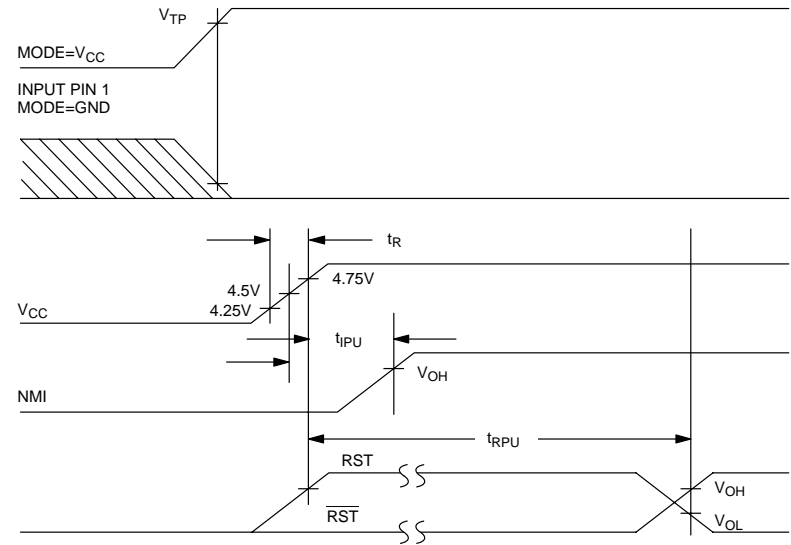 V_TP
MODE=V_CC
INPUT PIN 1
MODE=GND
t_R
4.75V
4.5V
4.25V
V_CC
t_IPU
V_OH
NMI
t_RPU
RST
RST
V_OH
V_OL